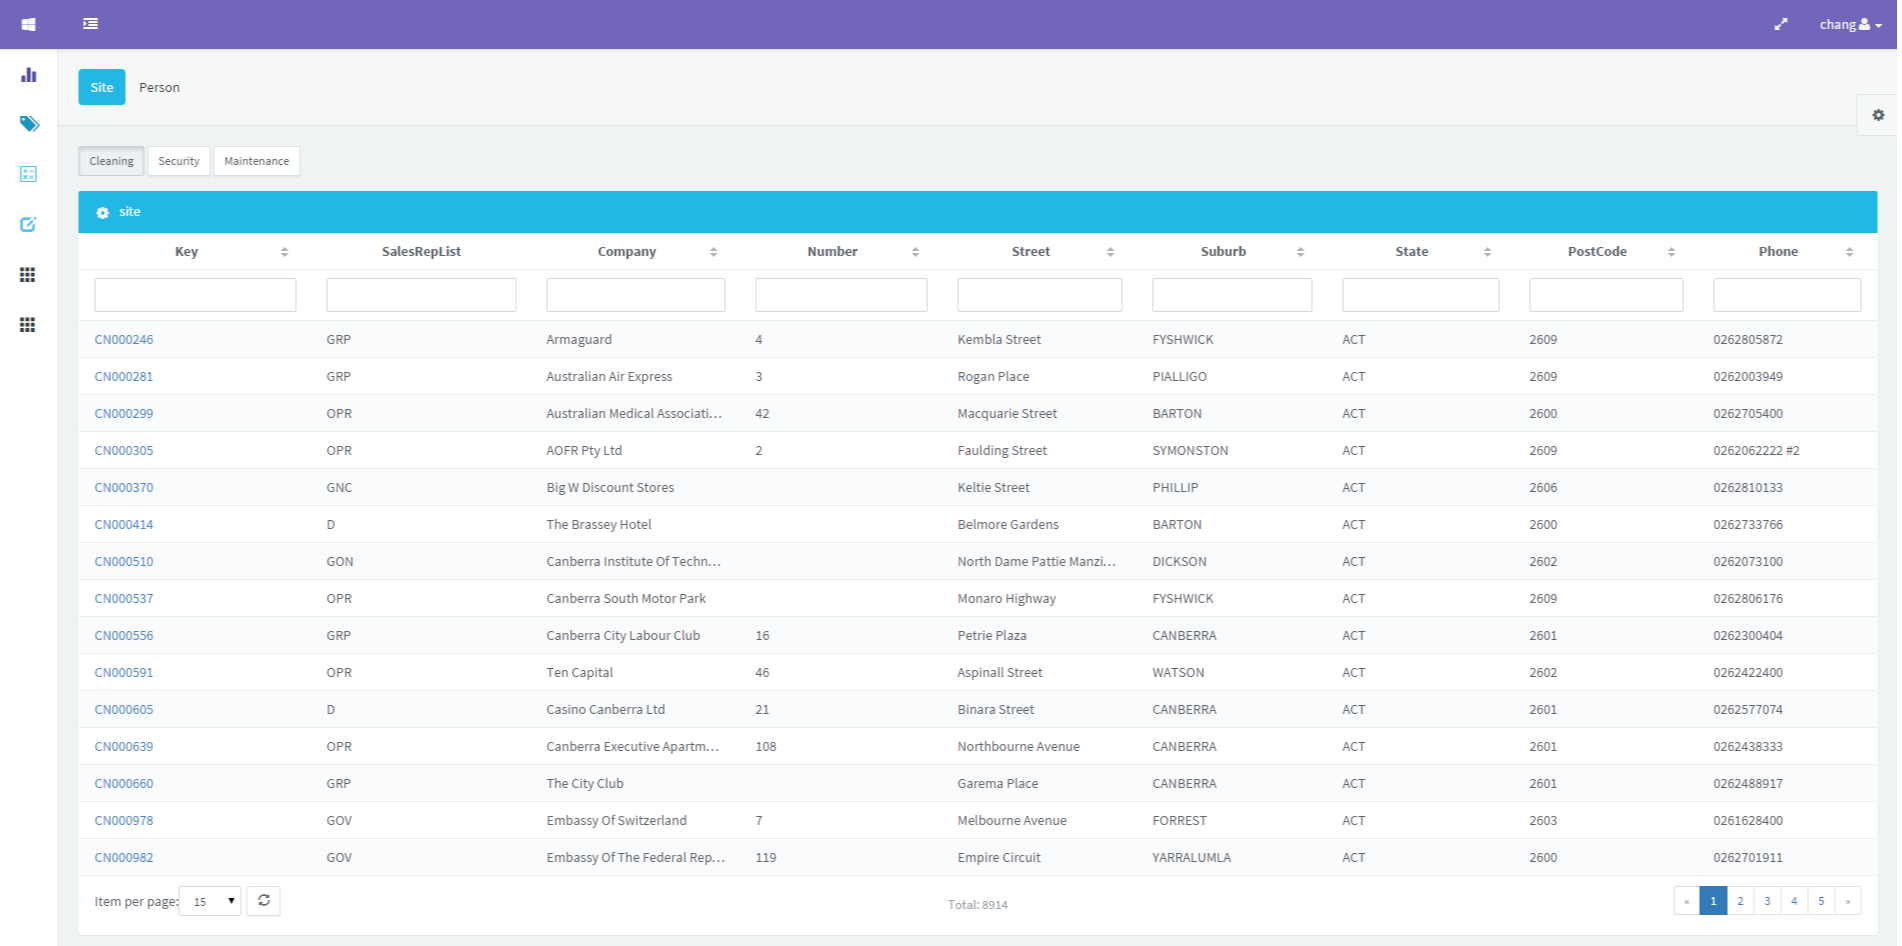 chang
Site Person
Cleaning Security Maintenance
site
Key SalesRepList Company Number Street Suburb State PostCode Phone
CN000246 GRP Armaguard 4 Kembla Street FYSHWICK ACT 2609 0262805872
CN000281 GRP Australian Air Express 3 Rogan Place PIALLIGO ACT 2609 0262003949
CN000299 OPR Australian Medical Associati... 42 Macquarie Street BARTON ACT 2600 0262705400
CN000305 OPR AOFR Pty Ltd 2 Faulding Street SYMONSTON ACT 2609 0262062222 #2
CN000370 GNC Big W Discount Stores Keltie Street PHILLIP ACT 2606 0262810133
CN000414 D The Brassey Hotel Belmore Gardens BARTON ACT 2600 0262733766
CN000510 GON Canberra Institute Of Techn... North Dame Pattie Manzi... DICKSON ACT 2602 0262073100
CN000537 OPR Canberra South Motor Park Monaro Highway FYSHWICK ACT 2609 0262806176
CN000556 GRP Canberra City Labour Club 16 Petrie Plaza CANBERRA ACT 2601 0262300404
CN000591 OPR Ten Capital 46 Aspinall Street WATSON ACT 2602 0262422400
CN000605 D Casino Canberra Ltd 21 Binara Street CANBERRA ACT 2601 0262577074
CN000639 OPR Canberra Executive Apartm... 108 Northbourne Avenue CANBERRA ACT 2601 0262438333
CN000660 GRP The City Club Garema Place CANBERRA ACT 2601 0262488917
CN000978 GOV Embassy Of Switzerland 7 Melbourne Avenue FORREST ACT 2603 0261628400
CN000982 GOV Embassy Of The Federal Rep... 119 Empire Circuit YARRALUMLA ACT 2600 0262701911
Item per page: 15 Total: 8914 « 1 2 3 4 5 »